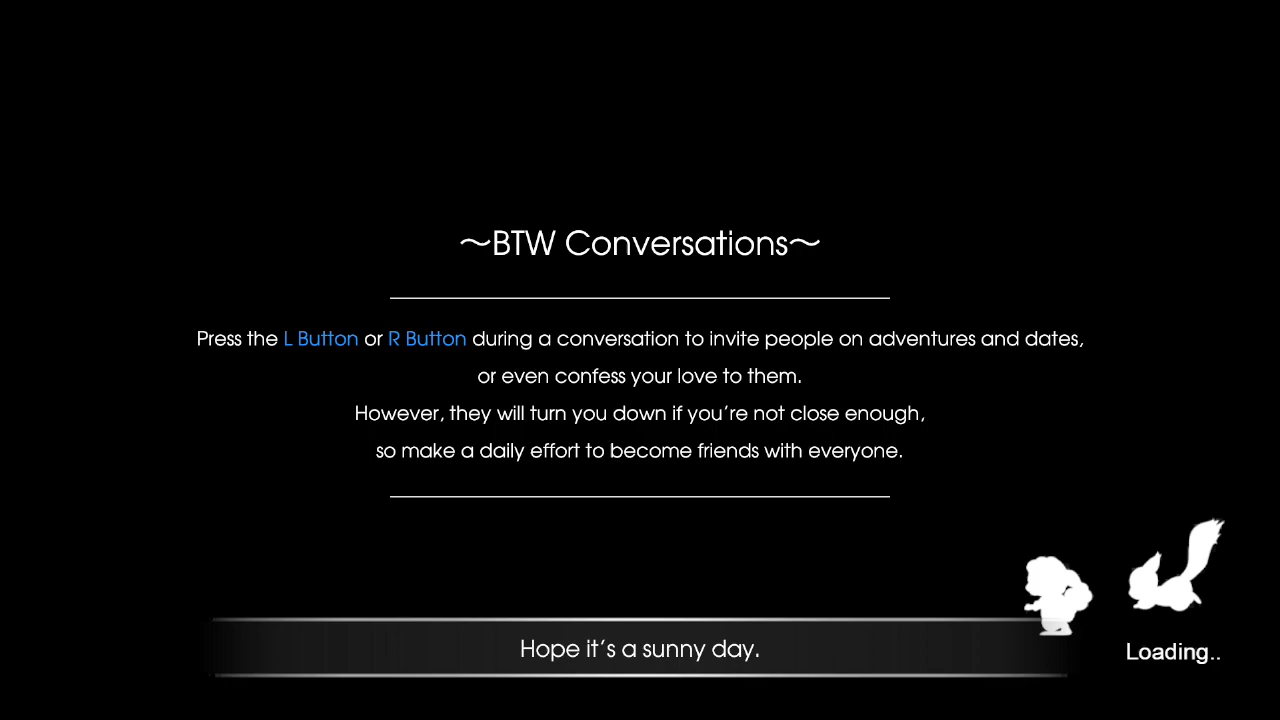 ～BTW Conversations～
Press the L Button or R Button during a conversation to invite people on adventures and dates,
or even confess your love to them.
However, they will turn you down if you're not close enough,
so make a daily effort to become friends with everyone.
Hope it's a sunny day.
Loading..